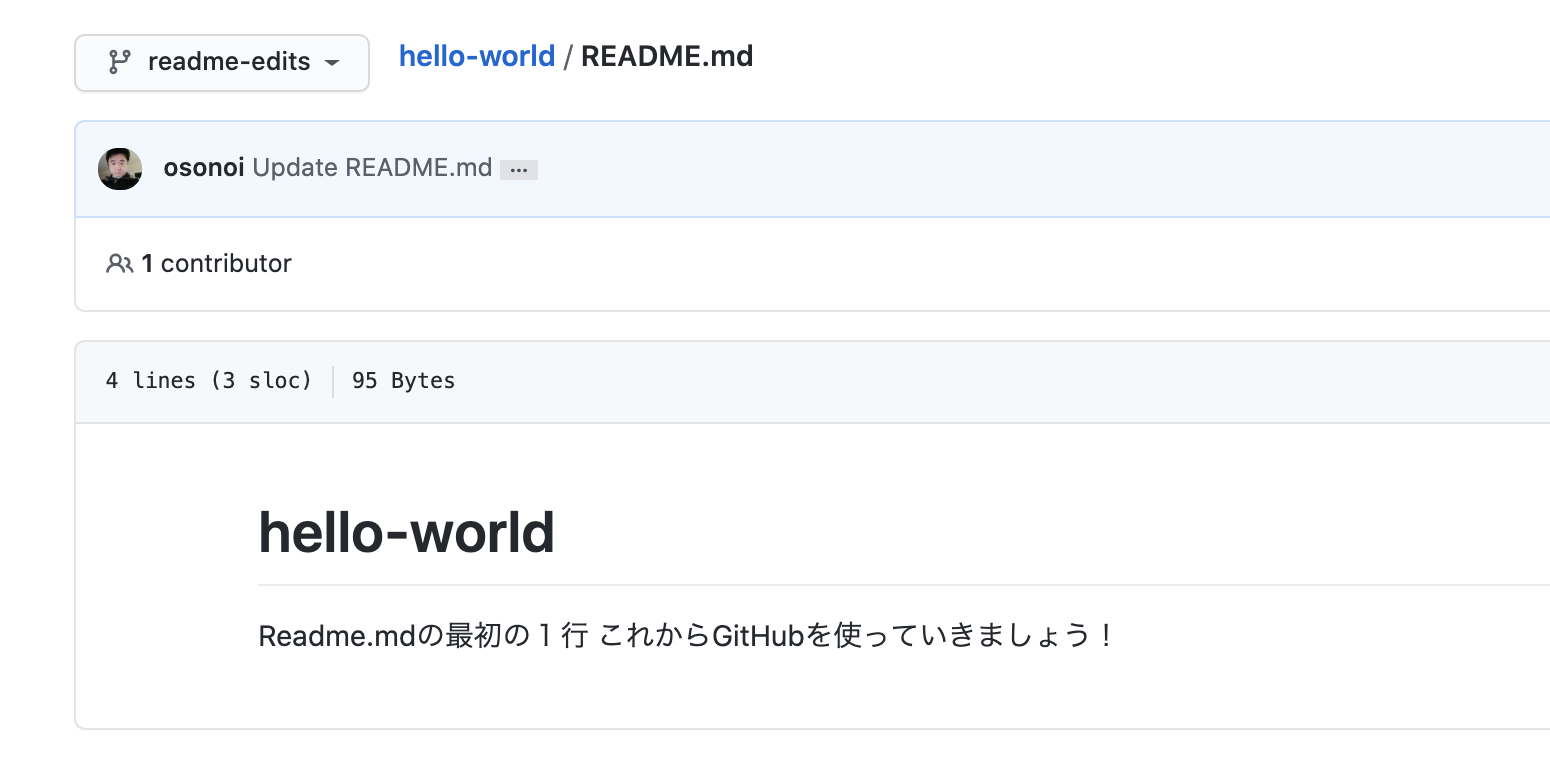 readme-edits hello-world / README.md
osonoi Update README.md ...
1 contributor
4 lines (3 sloc) 95 Bytes
hello-world
Readme.mdの最初の１行 これからGitHubを使っていきましょう！